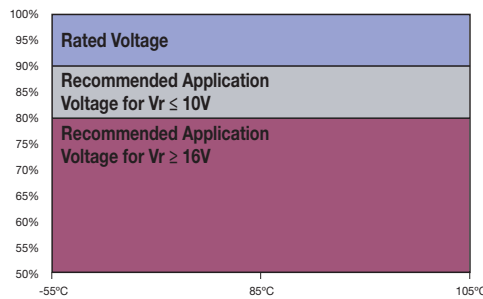 100%
95%
90%
85%
80%
75%
70%
65%
60%
55%
50%
Rated Voltage
Recommended Application
Voltage for Vr ≤ 10V
Recommended Application
Voltage for Vr ≥ 16V
-55ºC
85ºC
105ºC